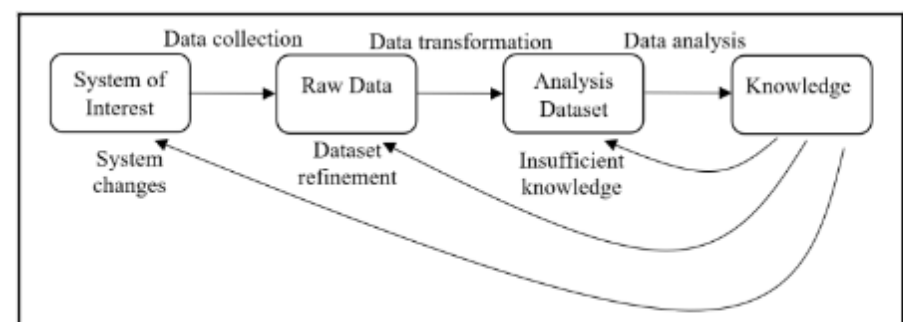 Data collection
Data transformation
Data analysis
System of
Interest
Raw Data
Analysis
Dataset
Knowledge
System
changes
Dataset
refinement
Insufficient
knowledge